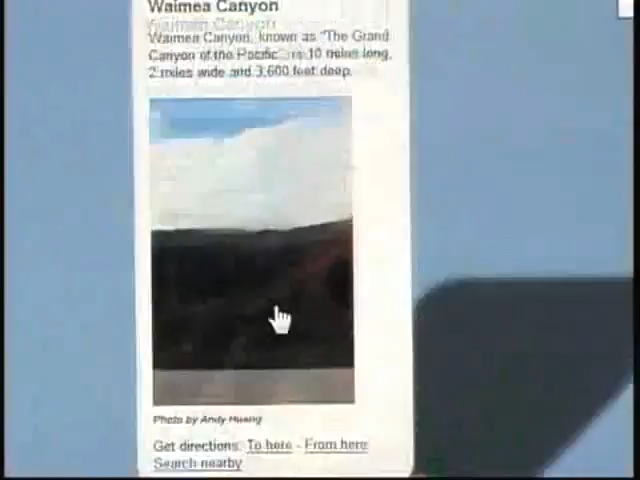 Waimea Canyon
Waimea Canyon
Waimea Canyon, known as 'The Grand
Canyon of the Pacific' is 10 miles long,
2 miles wide and 3,600 feet deep.
Photo by Andy Huang
Get directions: To here - From here
Search nearby